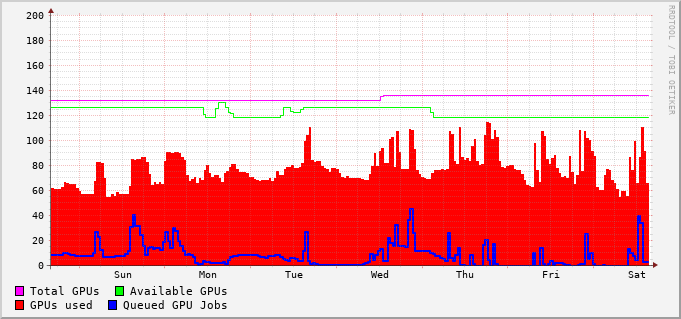 RRDTOOL / TOBI OETIKER
200
180
160
140
120
100
80
60
40
20
0
Sun Mon Tue Wed Thu Fri Sat
Total GPUs Available GPUs
GPUs used Queued GPU Jobs